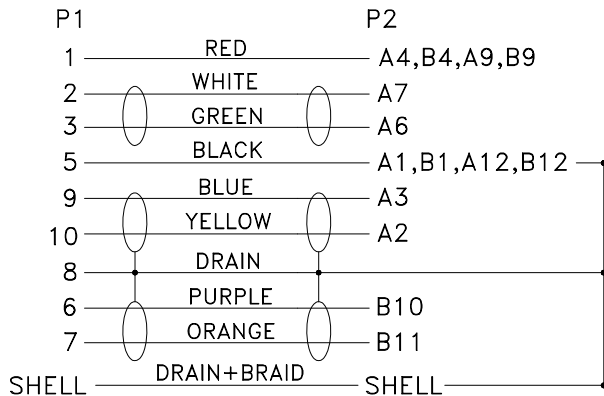 P1 P2
1 RED A4,B4,A9,B9
2 WHITE A7
3 GREEN A6
5 BLACK A1,B1,A12,B12
9 BLUE A3
10 YELLOW A2
8 DRAIN
6 PURPLE B10
7 ORANGE B11
SHELL DRAIN+BRAID SHELL